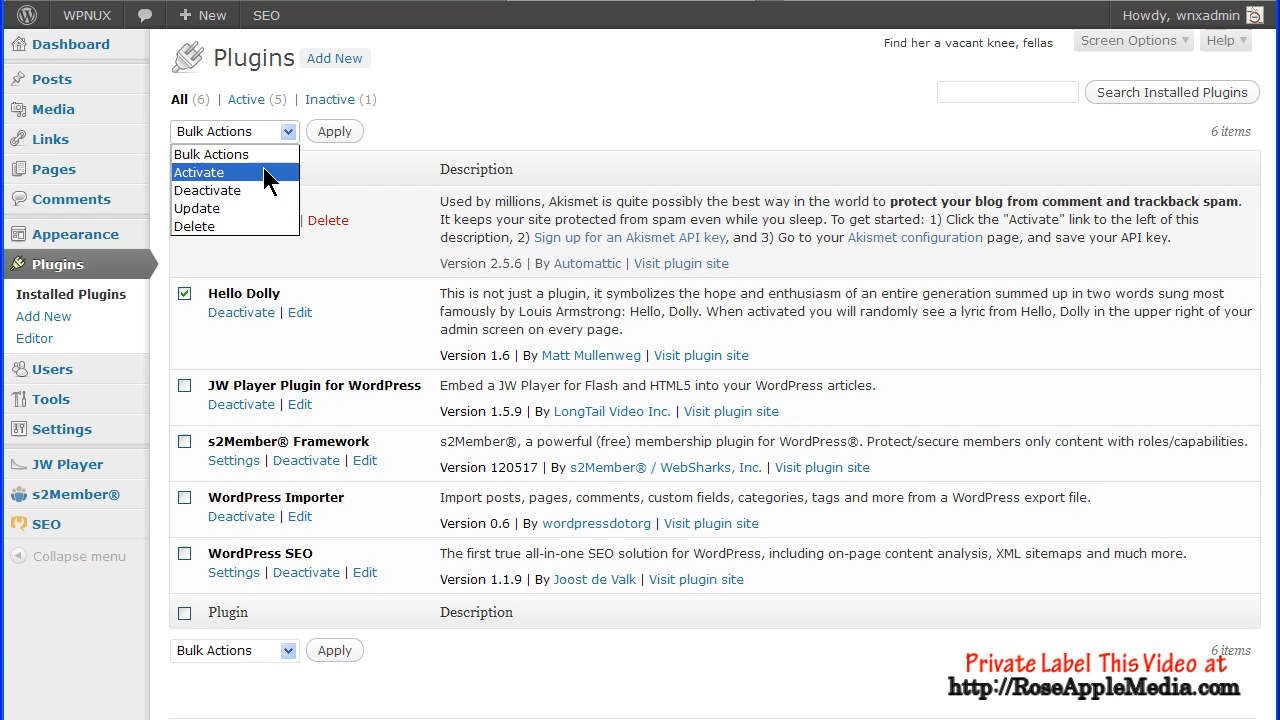 WPNUX New SEO Howdy, wnxadmin
Dashboard
Posts
Media
Links
Pages
Comments
Appearance
Plugins
Installed Plugins
Add New
Editor
Users
Tools
Settings
JW Player
s2Member®
SEO
Collapse menu
Find her a vacant knee, fellas Screen Options Help
Plugins Add New
All (6) | Active (5) | Inactive (1)
Search Installed Plugins
Bulk Actions Apply 6 items
Bulk Actions
Activate
Deactivate
Update
Delete
Description
| Delete
Used by millions, Akismet is quite possibly the best way in the world to protect your blog from comment and trackback spam.
It keeps your site protected from spam even while you sleep. To get started: 1) Click the "Activate" link to the left of this
description, 2) Sign up for an Akismet API key, and 3) Go to your Akismet configuration page, and save your API key.
Version 2.5.6 | By Automattic | Visit plugin site
Hello Dolly
Deactivate | Edit
This is not just a plugin, it symbolizes the hope and enthusiasm of an entire generation summed up in two words sung most
famously by Louis Armstrong: Hello, Dolly. When activated you will randomly see a lyric from Hello, Dolly in the upper right of your
admin screen on every page.
Version 1.6 | By Matt Mullenweg | Visit plugin site
JW Player Plugin for WordPress
Deactivate | Edit
Embed a JW Player for Flash and HTML5 into your WordPress articles.
Version 1.5.9 | By LongTail Video Inc. | Visit plugin site
s2Member® Framework
Settings | Deactivate | Edit
s2Member®, a powerful (free) membership plugin for WordPress®. Protect/secure members only content with roles/capabilities.
Version 120517 | By s2Member® / WebSharks, Inc. | Visit plugin site
WordPress Importer
Deactivate | Edit
Import posts, pages, comments, custom fields, categories, tags and more from a WordPress export file.
Version 0.6 | By wordpressdotorg | Visit plugin site
WordPress SEO
Settings | Deactivate | Edit
The first true all-in-one SEO solution for WordPress, including on-page content analysis, XML sitemaps and much more.
Version 1.1.9 | By Joost de Valk | Visit plugin site
Plugin Description
Bulk Actions Apply 6 items
Private Label This Video at
http://RoseAppleMedia.com